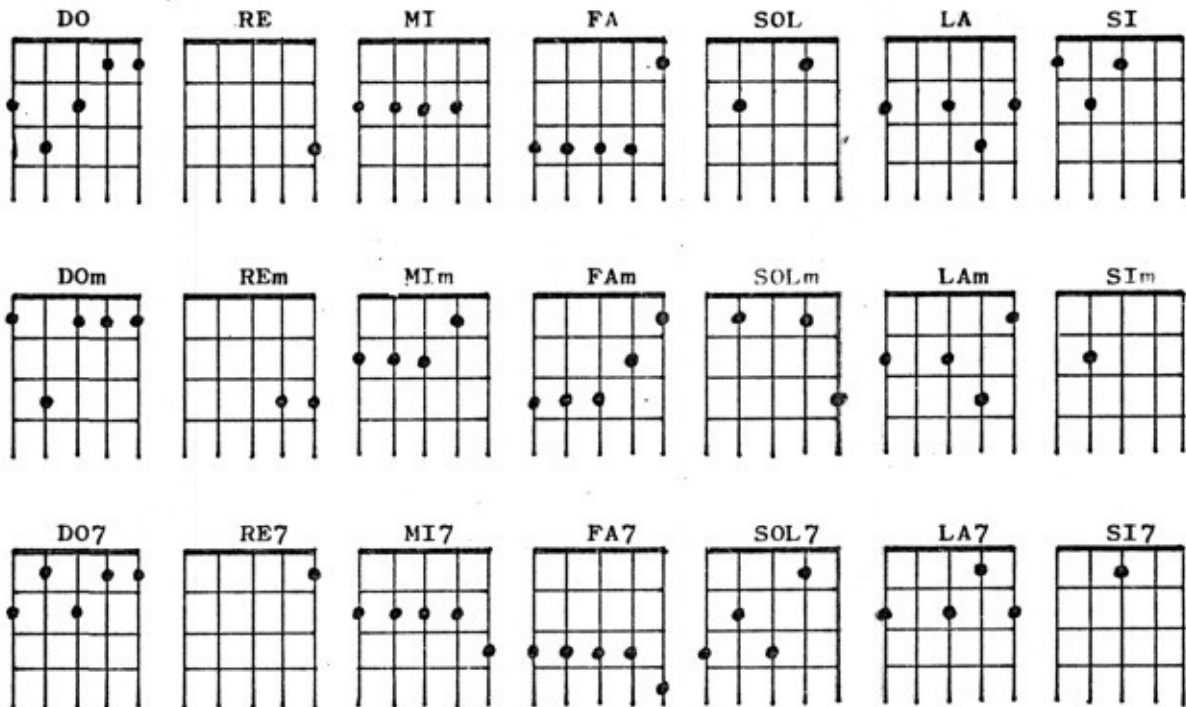 DO RE MI FA SOL LA SI
DOm REm MIm FAm SOLm LAm SIm
DO7 RE7 MI7 FA7 SOL7 LA7 SI7